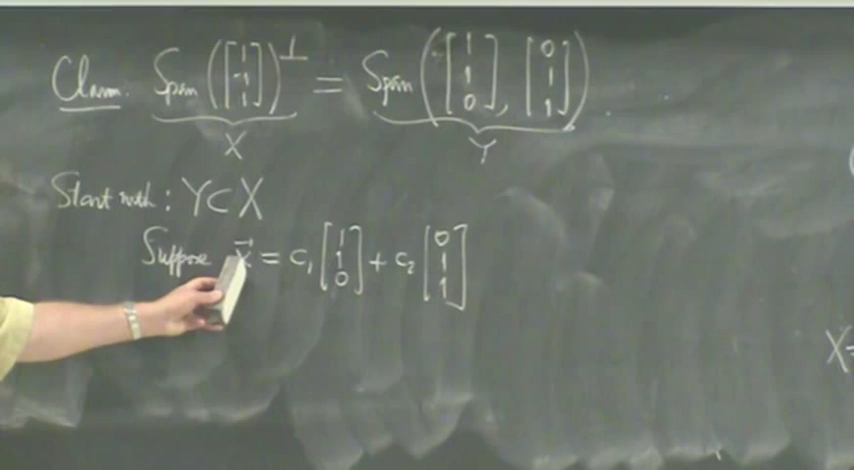 Claim. Span([1 -1 1])^⊥ = Span([1 1 0], [0 1 1])
X Y
Start with: Y⊂X
Suppose x⃗ = c₁[1 1 0] + c₂[0 1 1]
X